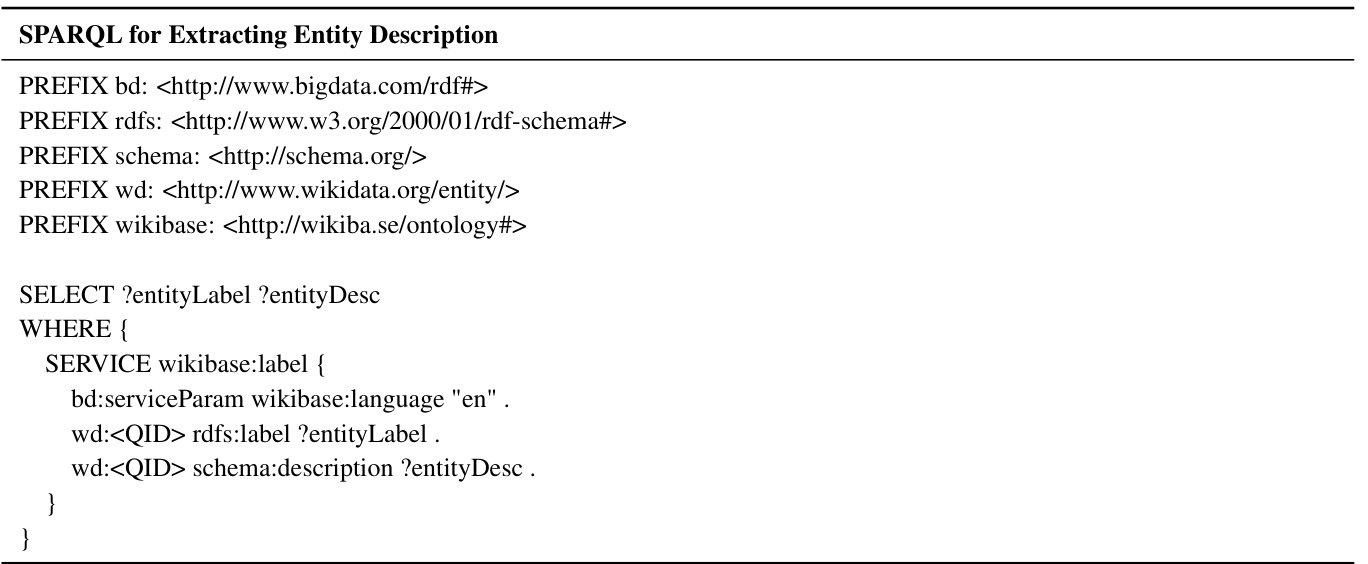 SPARQL for Extracting Entity Description
PREFIX bd: <http://www.bigdata.com/rdf#>
PREFIX rdfs: <http://www.w3.org/2000/01/rdf-schema#>
PREFIX schema: <http://schema.org/>
PREFIX wd: <http://www.wikidata.org/entity/>
PREFIX wikibase: <http://wikiba.se/ontology#>

SELECT ?entityLabel ?entityDesc
WHERE {
    SERVICE wikibase:label {
        bd:serviceParam wikibase:language "en" .
        wd:<QID> rdfs:label ?entityLabel .
        wd:<QID> schema:description ?entityDesc .
    }
}